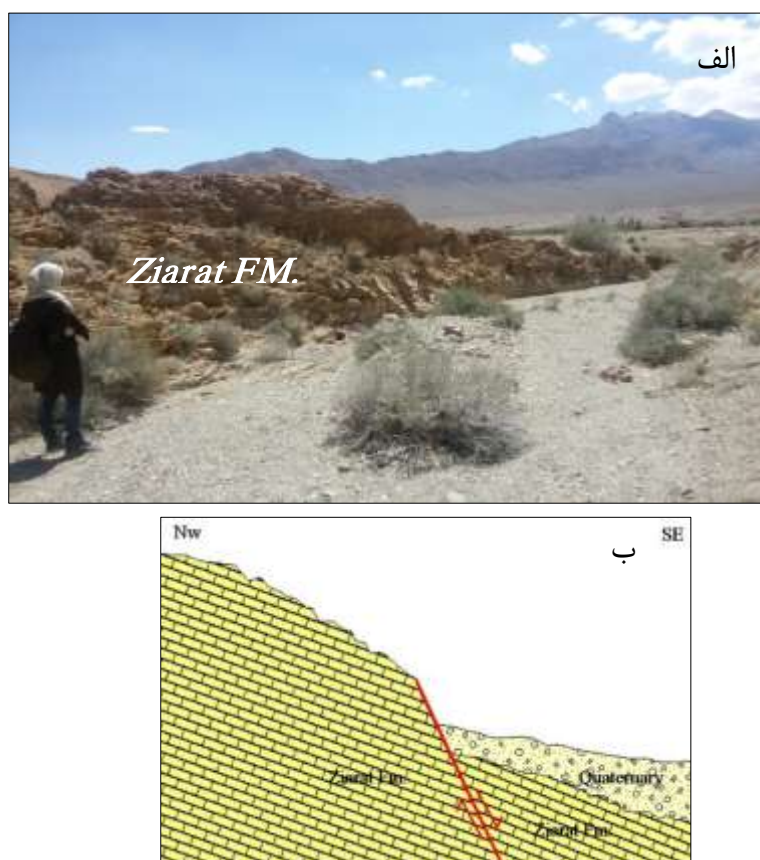 الف
Ziarat FM.
Nw SE
ب
Ziarat Fm. Quaternary
Ziarat Fm.